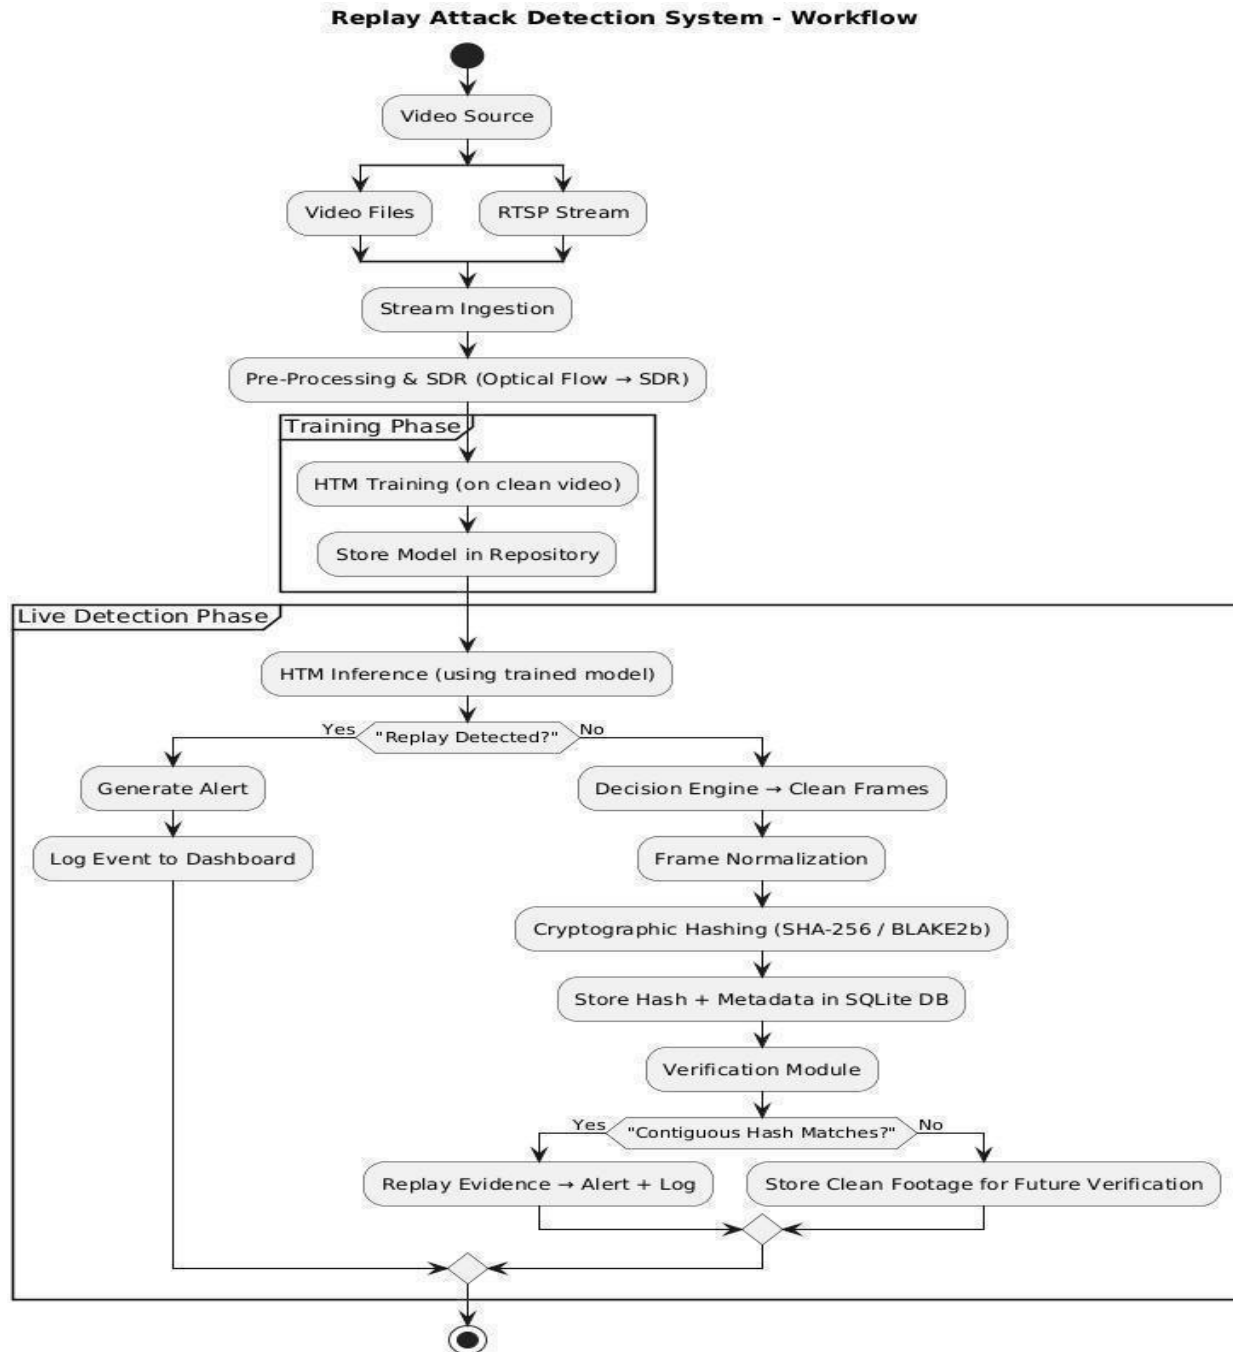 Replay Attack Detection System - Workflow
Video Source
Video Files
RTSP Stream
Stream Ingestion
Pre-Processing & SDR (Optical Flow → SDR)
Training Phase
HTM Training (on clean video)
Store Model in Repository
Live Detection Phase
HTM Inference (using trained model)
Yes
"Replay Detected?"
No
Generate Alert
Decision Engine → Clean Frames
Log Event to Dashboard
Frame Normalization
Cryptographic Hashing (SHA-256 / BLAKE2b)
Store Hash + Metadata in SQLite DB
Verification Module
Yes
"Contiguous Hash Matches?"
No
Replay Evidence → Alert + Log
Store Clean Footage for Future Verification